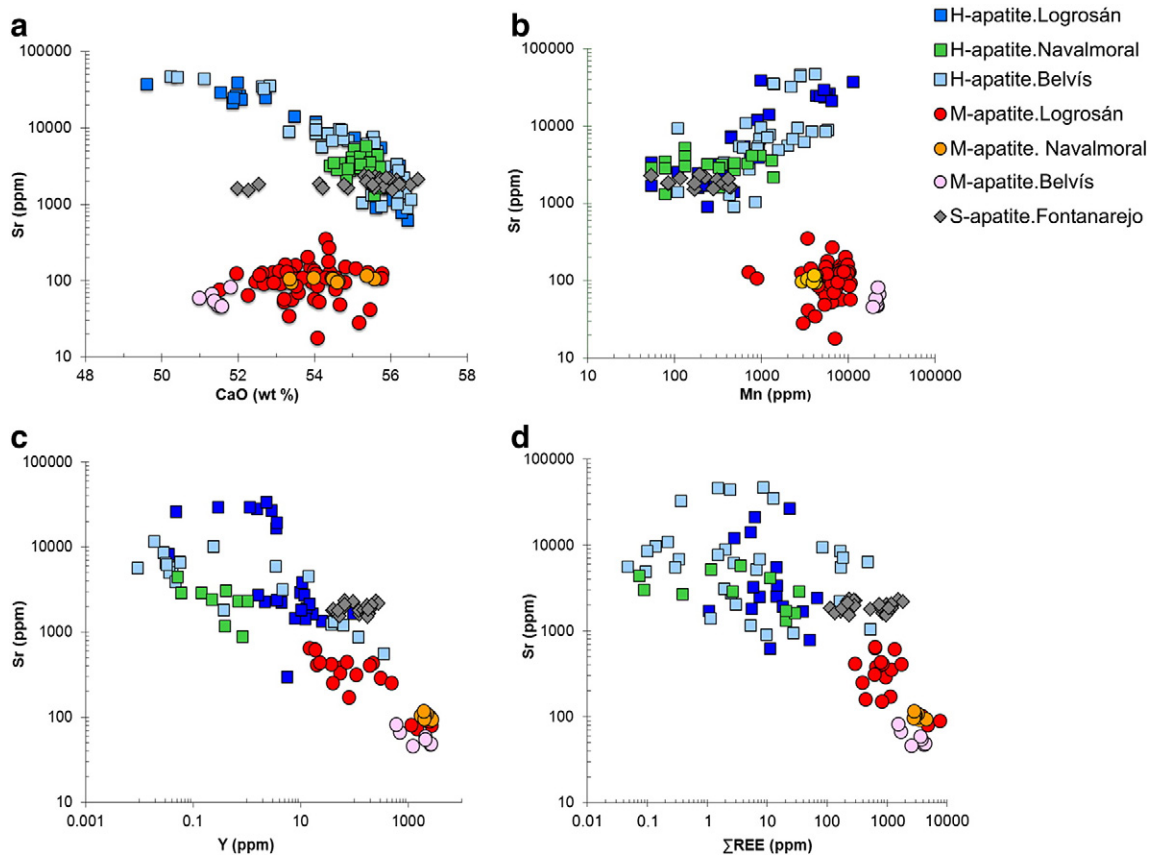 a
100000
10000
1000
100
10
Sr (ppm)
48 50 52 54 56 58
CaO (wt %)
b
100000
10000
1000
100
10
Sr (ppm)
10 100 1000 10000 100000
Mn (ppm)
H-apatite.Logrosán
H-apatite.Navalmoral
H-apatite.Belvís
M-apatite.Logrosán
M-apatite. Navalmoral
M-apatite.Belvís
S-apatite.Fontanarejo
c
100000
10000
1000
100
10
Sr (ppm)
0.001 0.1 10 1000
Y (ppm)
d
100000
10000
1000
100
10
Sr (ppm)
0.01 0.1 1 10 100 1000 10000
∑REE (ppm)